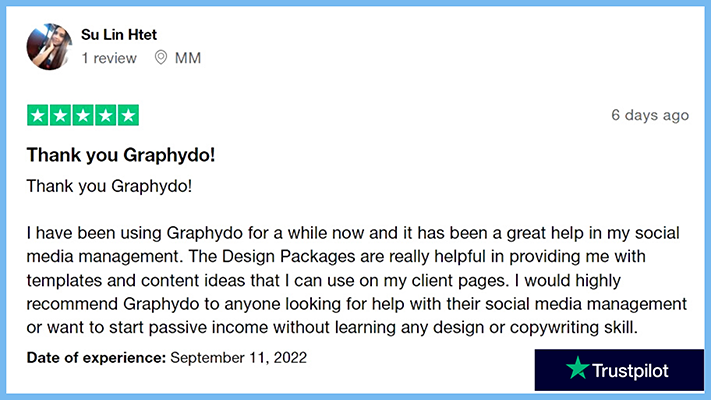 Su Lin Htet
1 review MM
6 days ago
Thank you Graphydo!
Thank you Graphydo!
I have been using Graphydo for a while now and it has been a great help in my social
media management. The Design Packages are really helpful in providing me with
templates and content ideas that I can use on my client pages. I would highly
recommend Graphydo to anyone looking for help with their social media management
or want to start passive income without learning any design or copywriting skill.
Date of experience: September 11, 2022
Trustpilot